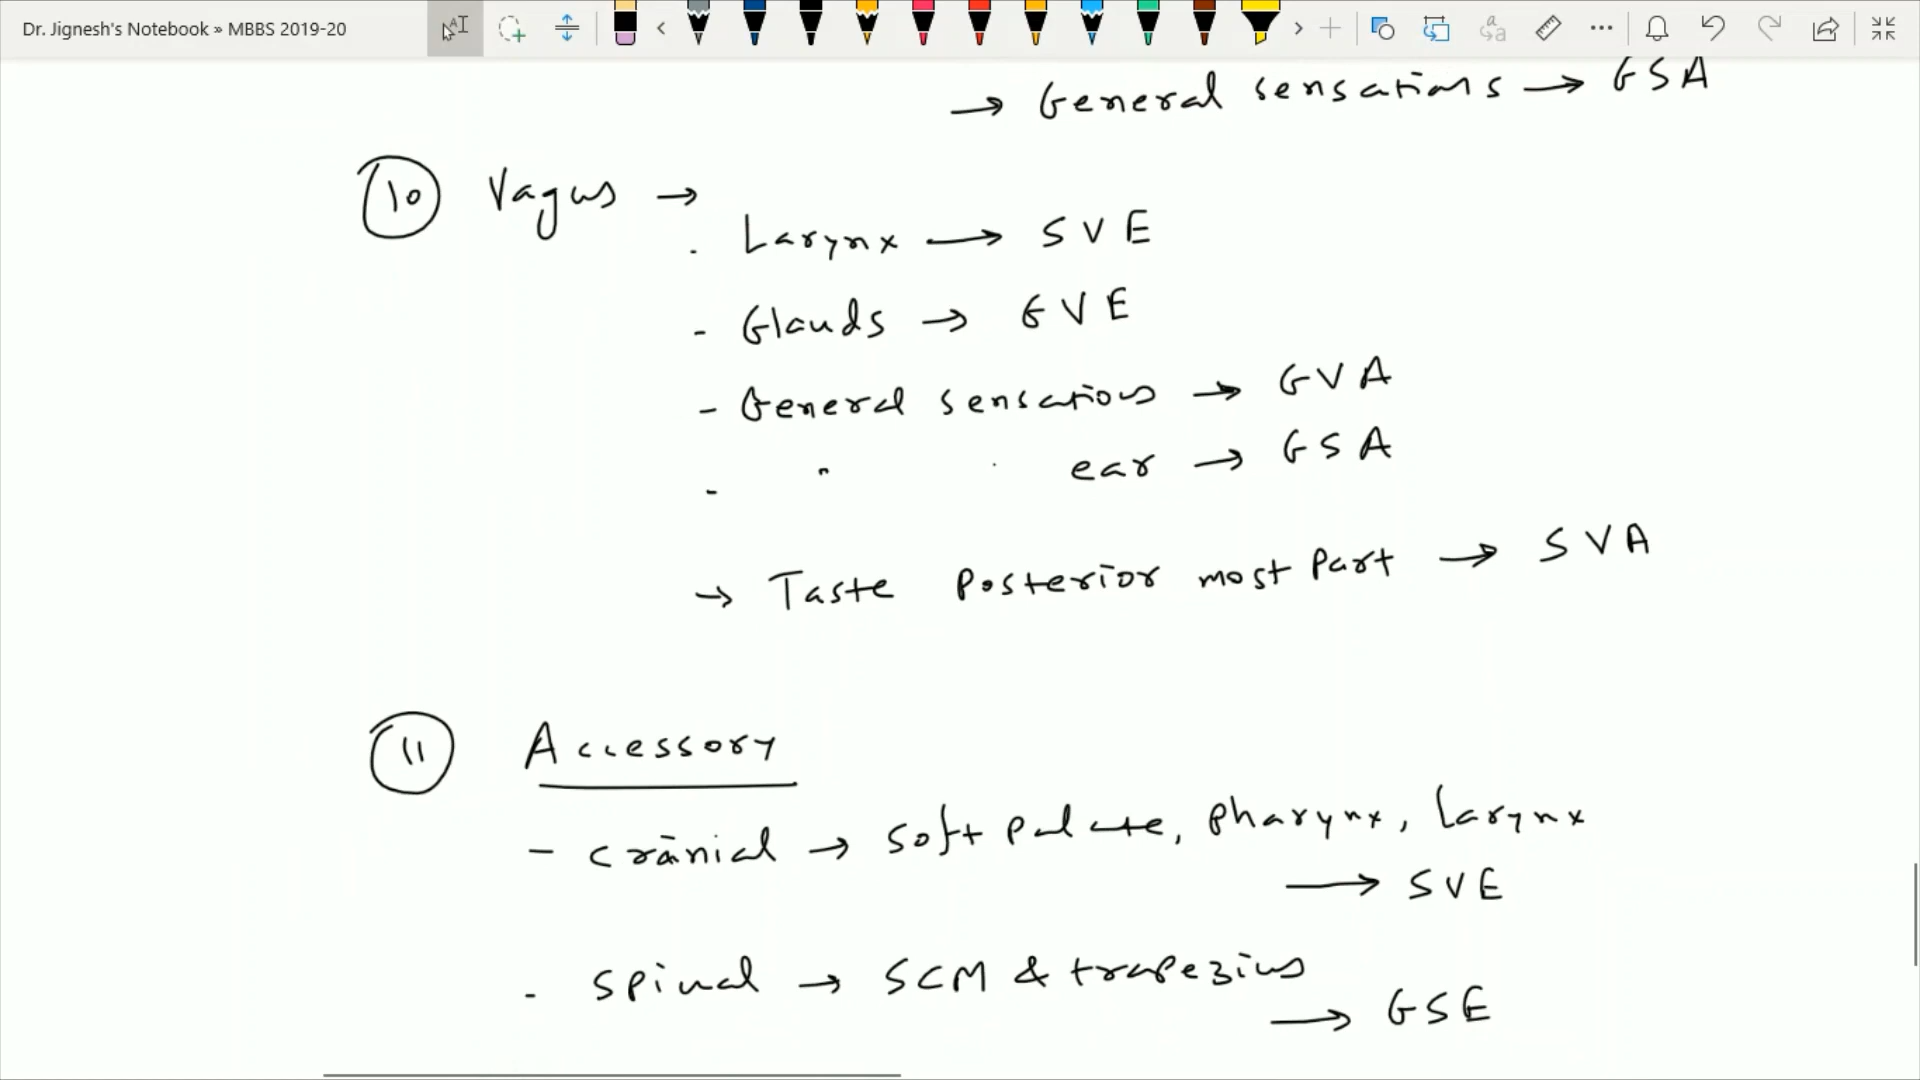 Dr. Jignesh's Notebook » MBBS 2019-20
→ General sensations → GSA
10 Vagus →
. Larynx → SVE
- Glands → GVE
- General sensations → GVA
- " ear → GSA
→ Taste Posterior most Part → SVA
11 Accessory
- cranial → soft palate, pharynx, Larynx
→ SVE
- spinal → SCM & trapezius
→ GSE